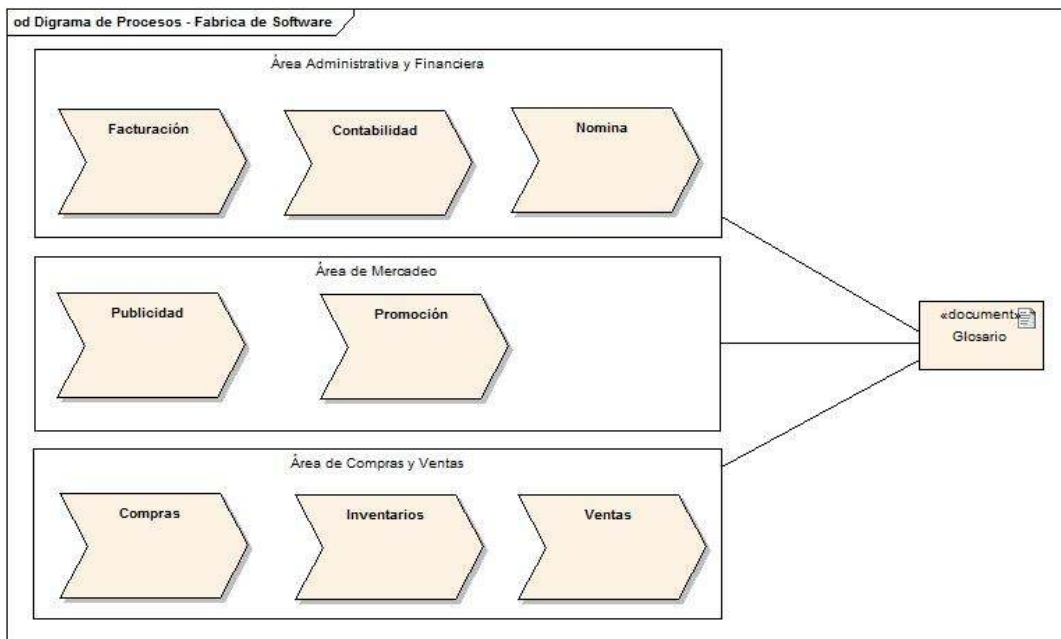 od Digrama de Procesos - Fabrica de Software
Área Administrativa y Financiera
Facturación
Contabilidad
Nomina
Área de Mercadeo
Publicidad
Promoción
«document»
Glosario
Área de Compras y Ventas
Compras
Inventarios
Ventas